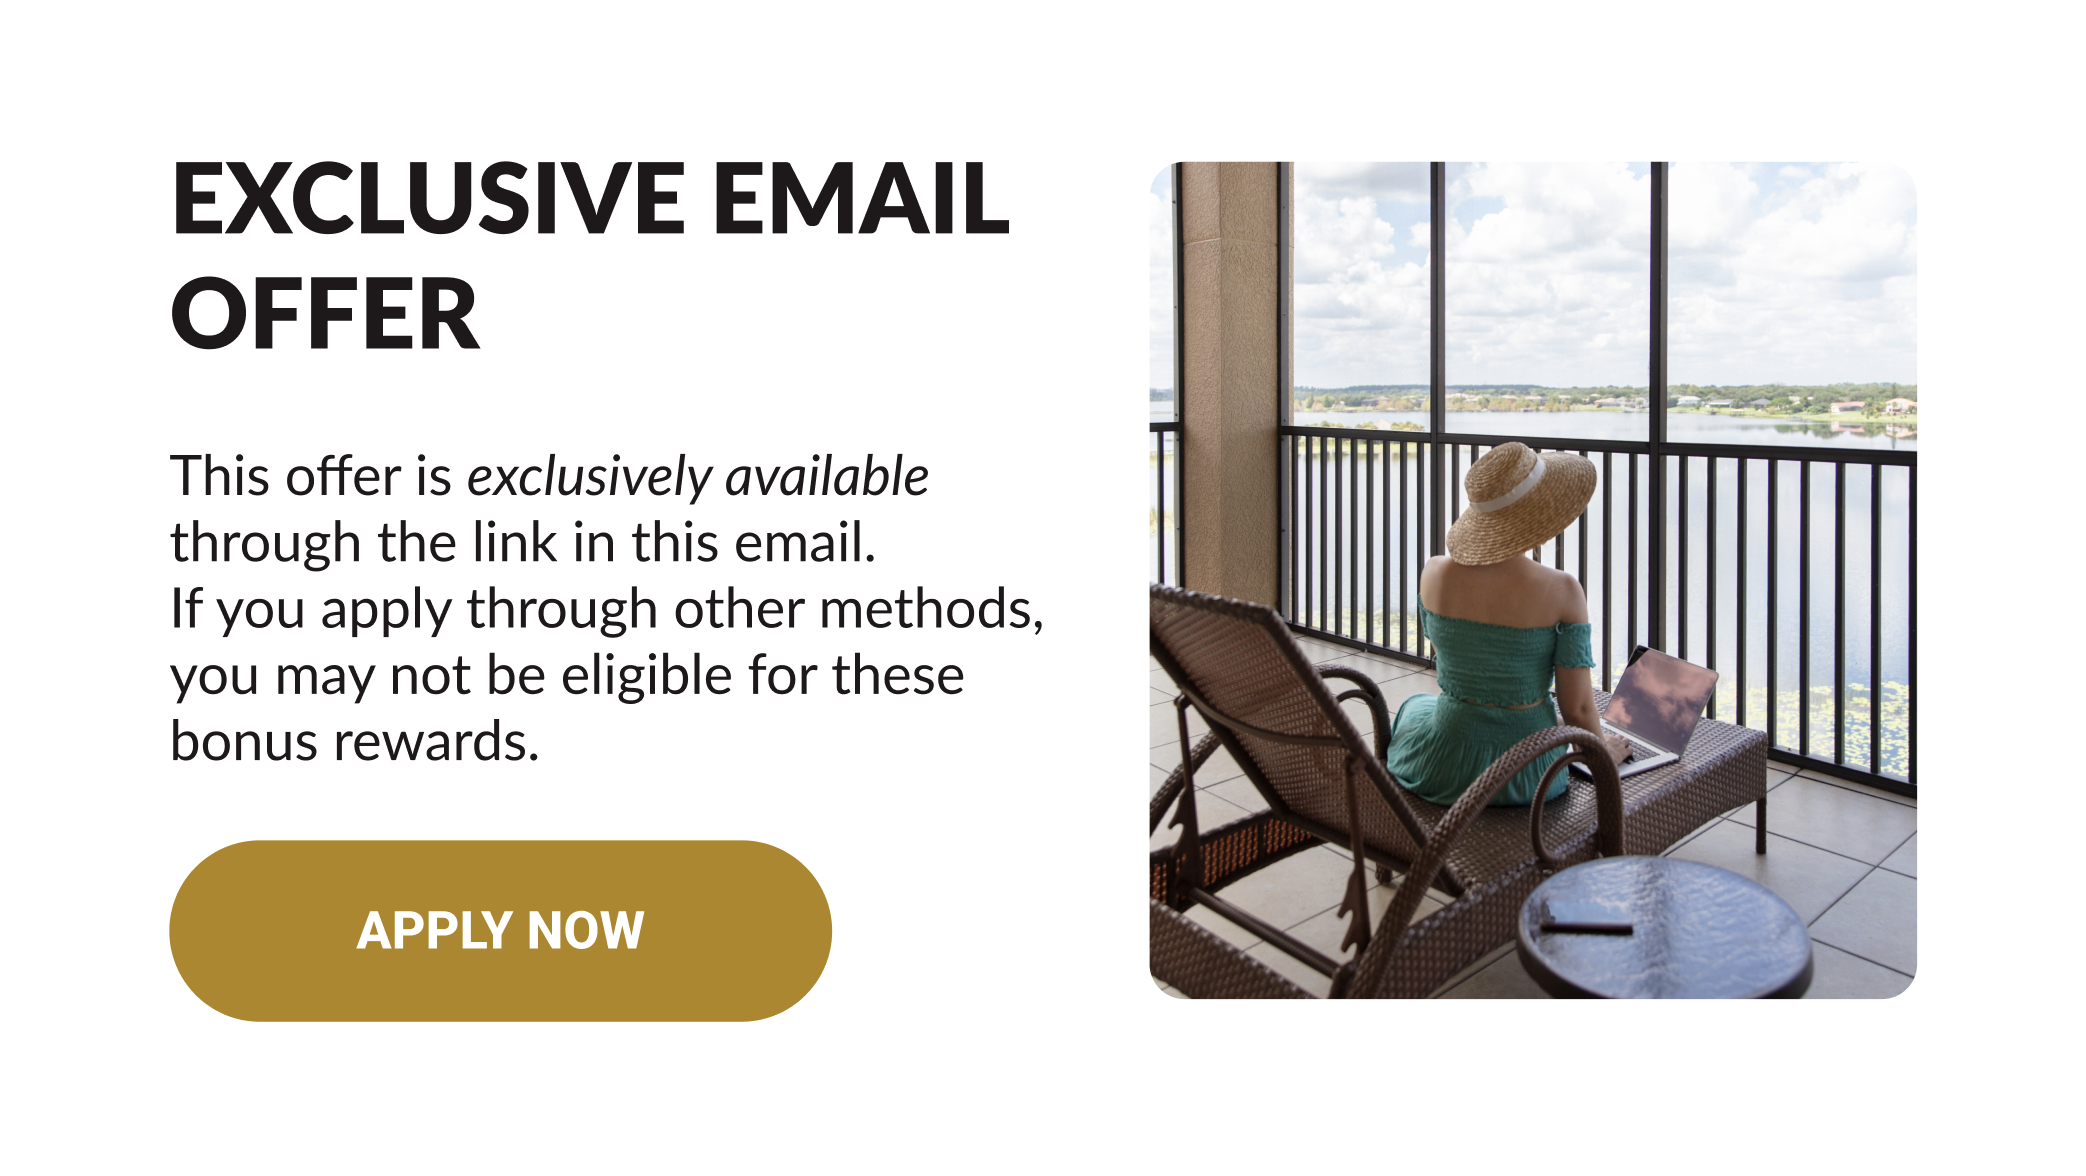 EXCLUSIVE EMAIL
OFFER
This offer is exclusively available
through the link in this email.
If you apply through other methods,
you may not be eligible for these
bonus rewards.
APPLY NOW